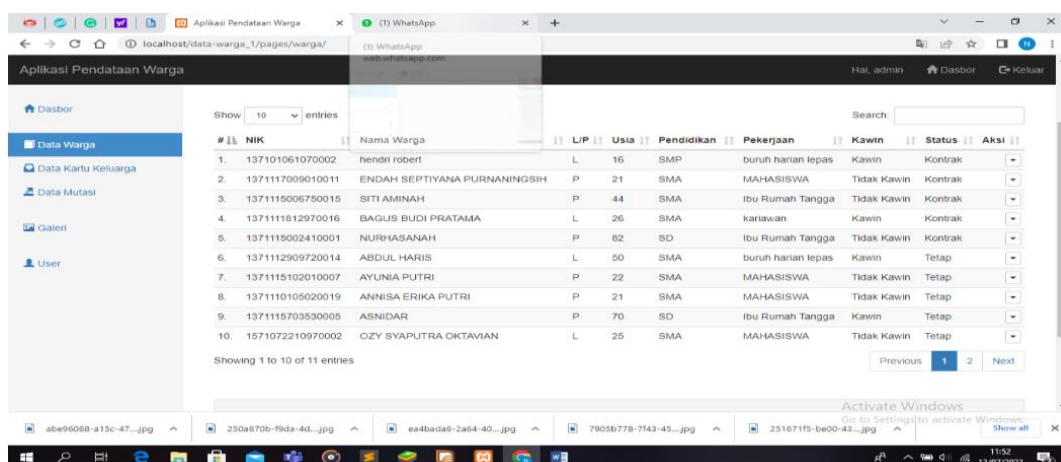 Aplikasi Pendataan Warga
(1) WhatsApp
localhost/data-warga_1/pages/warga/
(1) WhatsApp
web.whatsapp.com
N
Aplikasi Pendataan Warga
Hai, admin
Dasbor
Keluar
Dasbor
Data Warga
Data Kartu Keluarga
Data Mutasi
Galeri
User
Show 10 entries
Search:
# NIK Nama Warga L/P Usia Pendidikan Pekerjaan Kawin Status Aksi
1. 137101061070002 hendri robert L 16 SMP buruh harian lepas Kawin Kontrak
2. 1371117009010011 ENDAH SEPTIYANA PURNANINGSIH P 21 SMA MAHASISWA Tidak Kawin Kontrak
3. 1371115006750015 SITI AMINAH P 44 SMA Ibu Rumah Tangga Tidak Kawin Kontrak
4. 1371111812970016 BAGUS BUDI PRATAMA L 26 SMA kariawan Kawin Kontrak
5. 1371115002410001 NURHASANAH P 82 SD Ibu Rumah Tangga Tidak Kawin Kontrak
6. 1371112909720014 ABDUL HARIS L 50 SMA buruh harian lepas Kawin Tetap
7. 1371115102010007 AYUNIA PUTRI P 22 SMA MAHASISWA Tidak Kawin Tetap
8. 1371110105020019 ANNISA ERIKA PUTRI P 21 SMA MAHASISWA Tidak Kawin Tetap
9. 1371115703530005 ASNIDAR P 70 SD Ibu Rumah Tangga Kawin Tetap
10. 1571072210970002 OZY SYAPUTRA OKTAVIAN L 25 SMA MAHASISWA Tidak Kawin Tetap
Showing 1 to 10 of 11 entries
Previous 1 2 Next
Activate Windows
Go to Settings to activate Windows.
abe96088-a15c-47....jpg
250a870b-f9da-4d....jpg
ea4bada8-2a64-40....jpg
7905b778-7f43-45....jpg
251671f5-be00-43....jpg
Show all
11:52
13/07/2023